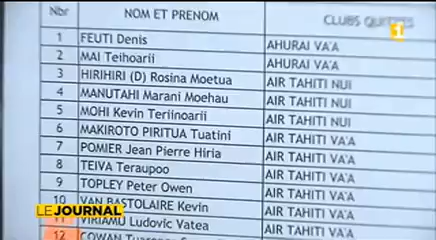 Nbr NOM ET PRENOM CLUBS QUITTES
1 FEUTI Denis AHURAI VA'A
2 MAI Teihoarii AHURAI VA'A
3 HIRIHIRI (D) Rosina Moetua AIR TAHITI NUI
4 MANUTAHI Marani Moehau AIR TAHITI NUI
5 MOHI Kevin Teriinoarii AIR TAHITI NUI
6 MAKIROTO PIRITUA Tuatini AIR TAHITI VA'A
7 POMIER Jean Pierre Hiria AIR TAHITI VA'A
8 TEIVA Teraupoo AIR TAHITI VA'A
9 TOPLEY Peter Owen AIR TAHITI VA'A
10 VAN BASTOLAIRE Kevin AIR TAHITI VA'A
11 VIRIAMU Ludovic Vatea AIR TAHITI VA'A
12 COWAN AIR TAHITI VA'A
1
LE JOURNAL